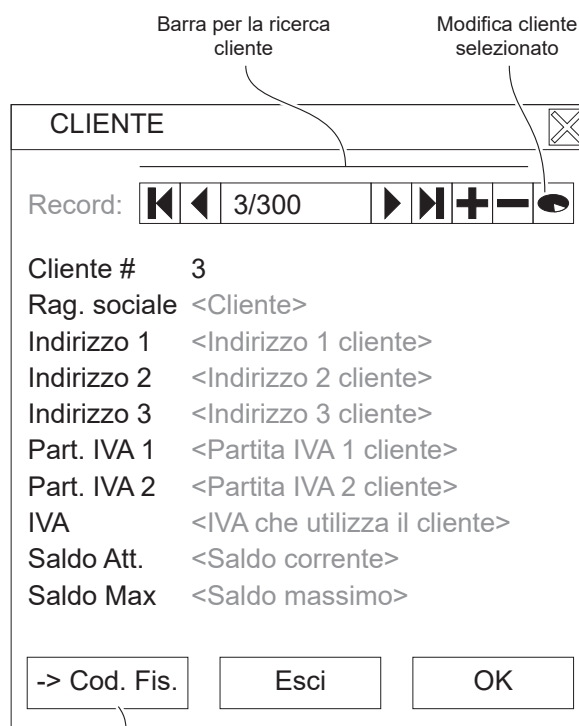 Barra per la ricerca
cliente
Modifica cliente
selezionato
CLIENTE
Record: 3/300
Cliente # 3
Rag. sociale <Cliente>
Indirizzo 1 <Indirizzo 1 cliente>
Indirizzo 2 <Indirizzo 2 cliente>
Indirizzo 3 <Indirizzo 3 cliente>
Part. IVA 1 <Partita IVA 1 cliente>
Part. IVA 2 <Partita IVA 2 cliente>
IVA <IVA che utilizza il cliente>
Saldo Att. <Saldo corrente>
Saldo Max <Saldo massimo>
-> Cod. Fis. Esci OK